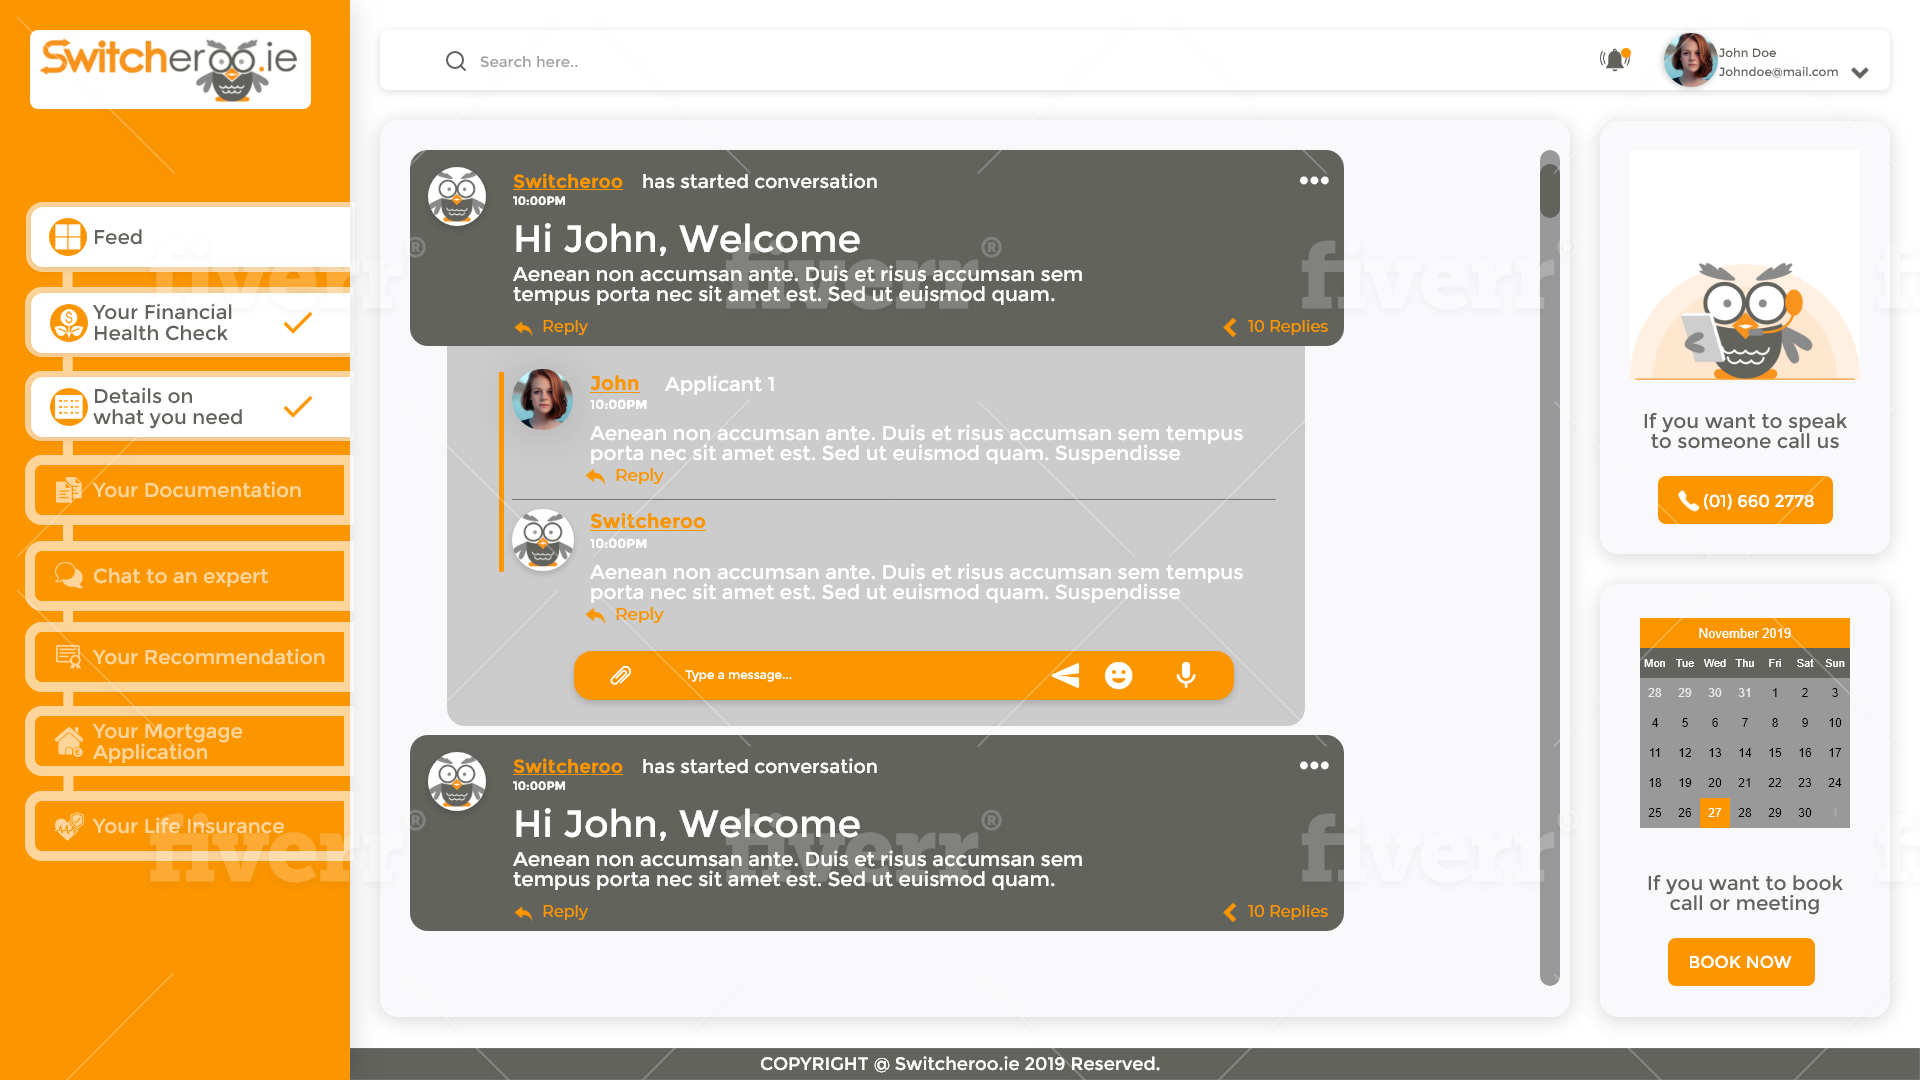 Switcheroo.ie
Search here..
John Doe
Johndoe@mail.com
Feed
Your Financial
Health Check
Details on
what you need
Your Documentation
Chat to an expert
Your Recommendation
Your Mortgage
Application
Your Life Insurance
Switcheroo has started conversation
10:00PM
Hi John, Welcome
Aenean non accumsan ante. Duis et risus accumsan sem
tempus porta nec sit amet est. Sed ut euismod quam.
Reply
10 Replies
John Applicant 1
10:00PM
Aenean non accumsan ante. Duis et risus accumsan sem tempus
porta nec sit amet est. Sed ut euismod quam. Suspendisse
Reply
Switcheroo
10:00PM
Aenean non accumsan ante. Duis et risus accumsan sem tempus
porta nec sit amet est. Sed ut euismod quam. Suspendisse
Reply
Type a message...
Switcheroo has started conversation
10:00PM
Hi John, Welcome
Aenean non accumsan ante. Duis et risus accumsan sem
tempus porta nec sit amet est. Sed ut euismod quam.
Reply
10 Replies
If you want to speak
to someone call us
(01) 660 2778
November 2019
Mon Tue Wed Thu Fri Sat Sun
28 29 30 31 1 2 3
4 5 6 7 8 9 10
11 12 13 14 15 16 17
18 19 20 21 22 23 24
25 26 27 28 29 30 1
If you want to book
call or meeting
BOOK NOW
COPYRIGHT @ Switcheroo.ie 2019 Reserved.
fiverr®
fiverr®
fiverr®
fiverr®
fiverr®
fiverr®